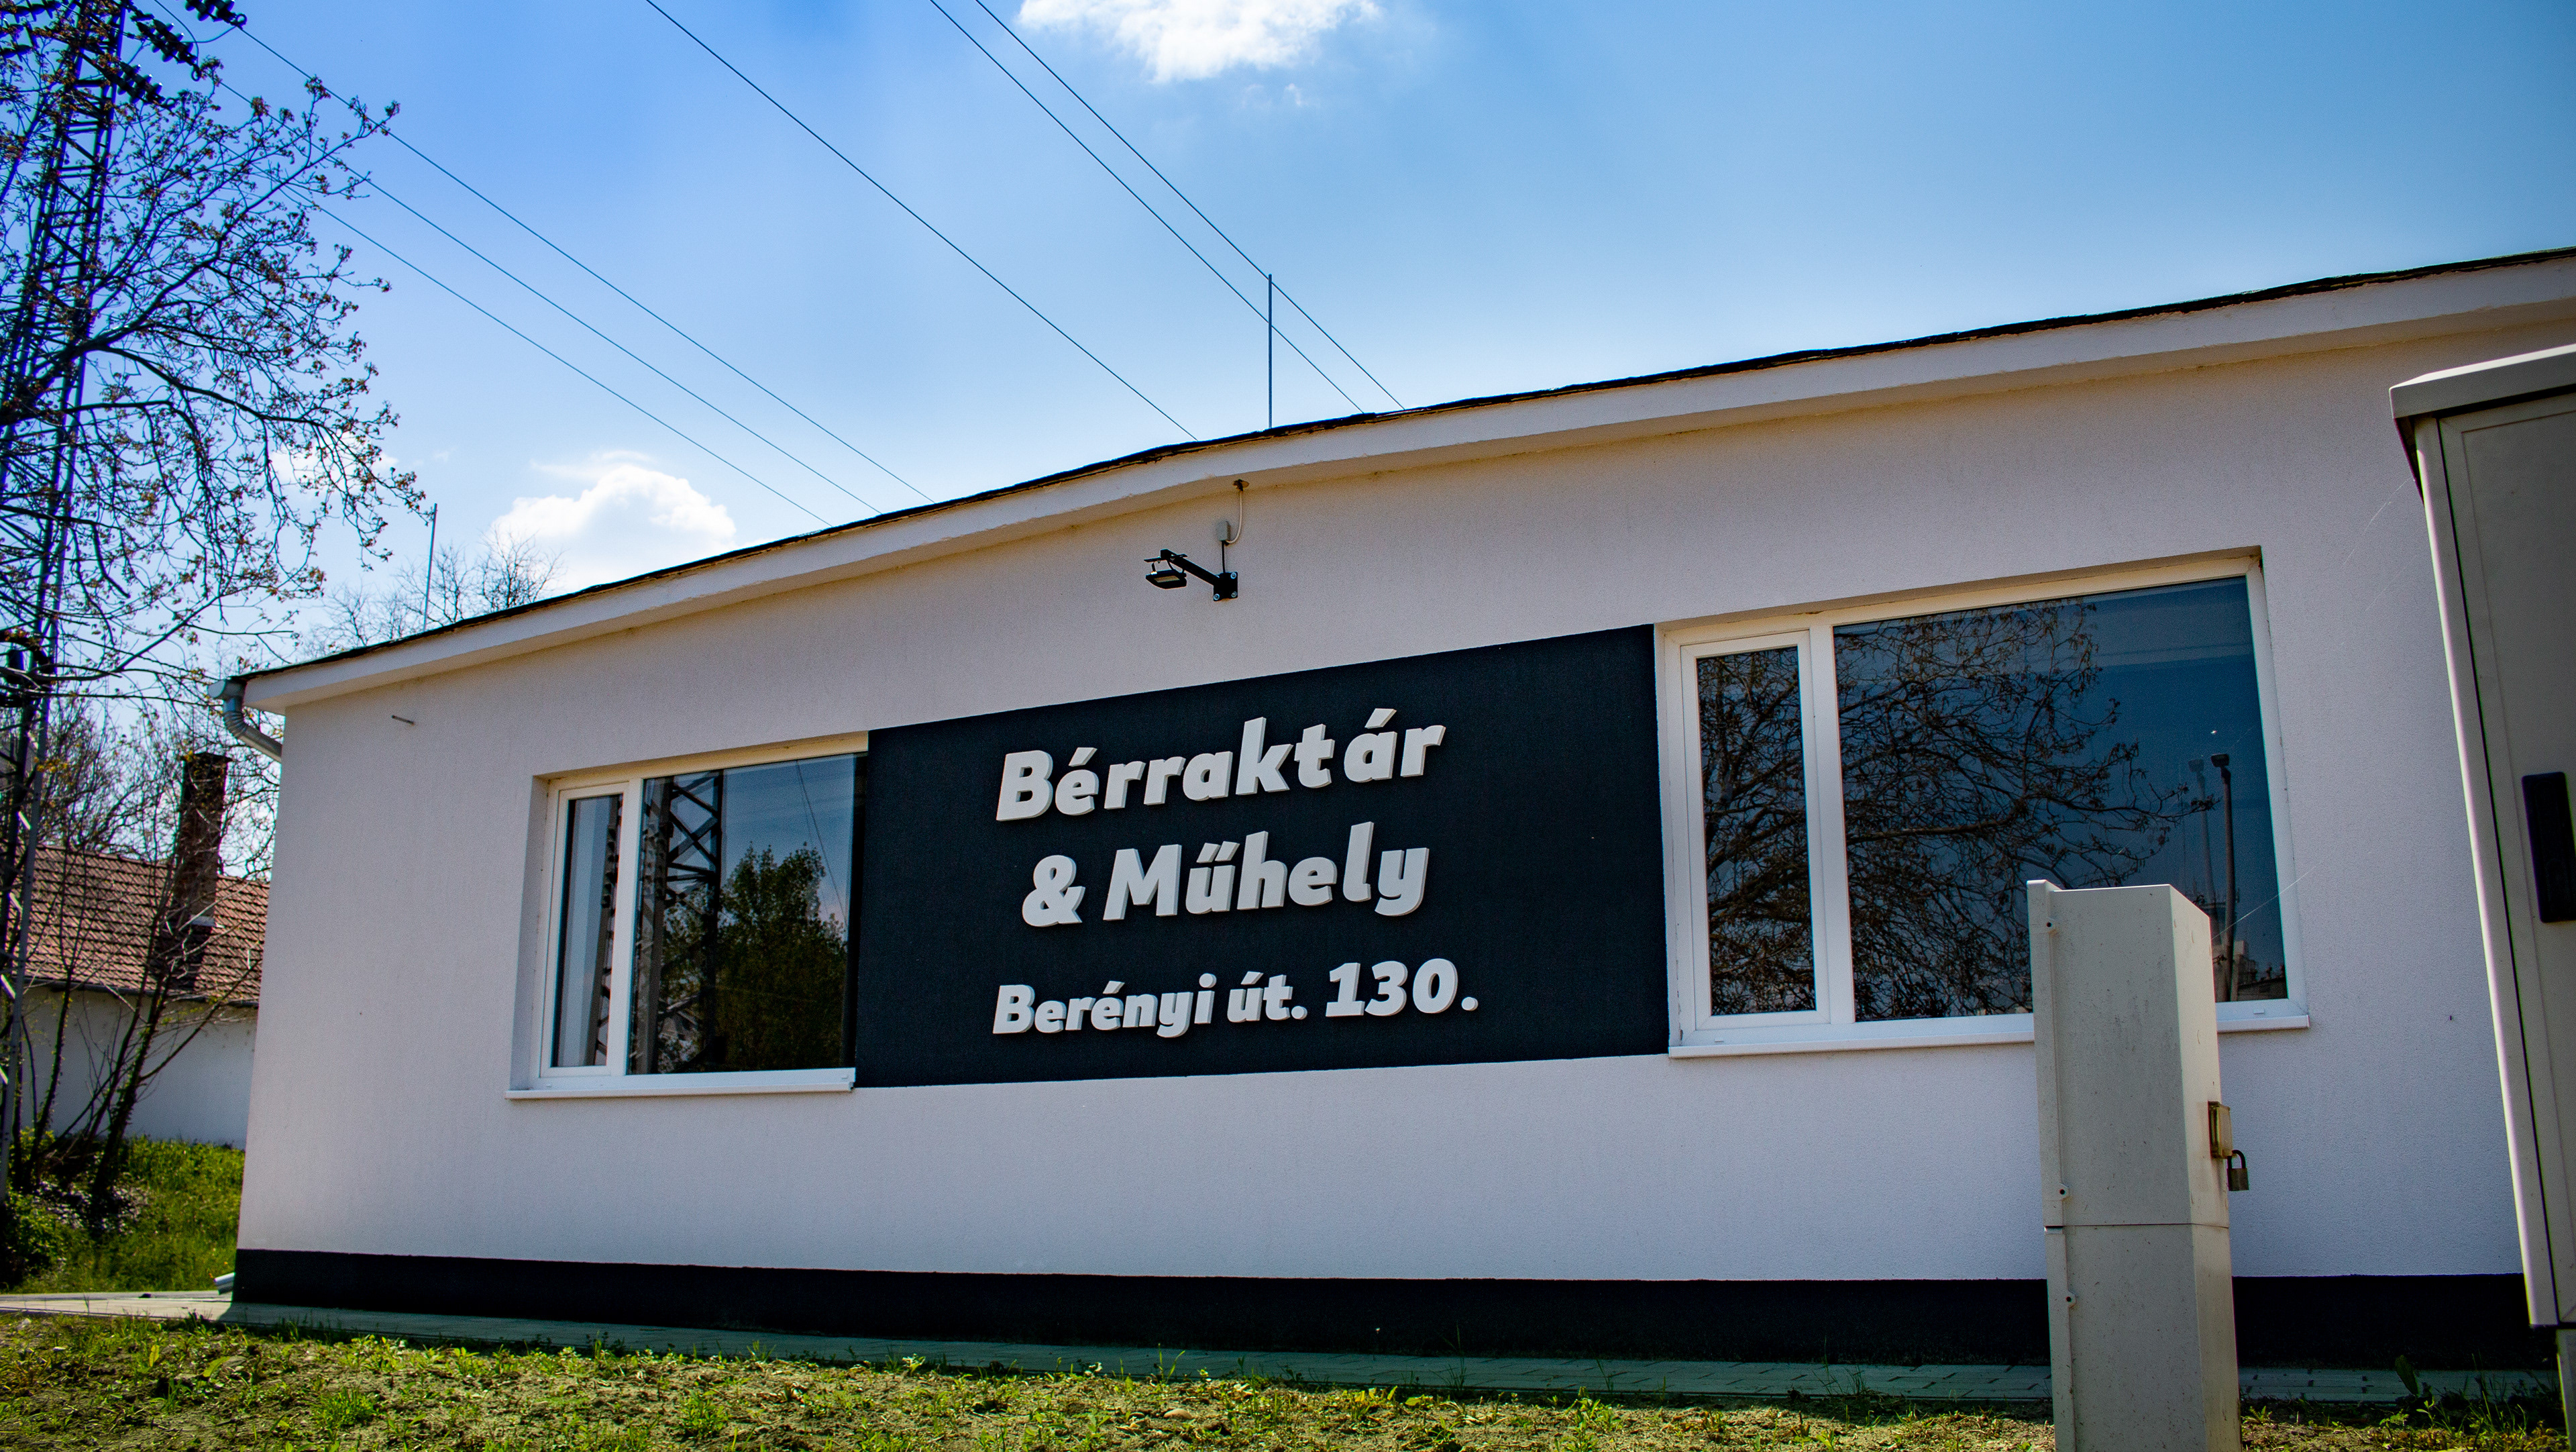 Bérraktár
& Műhely
Berényi út. 130.